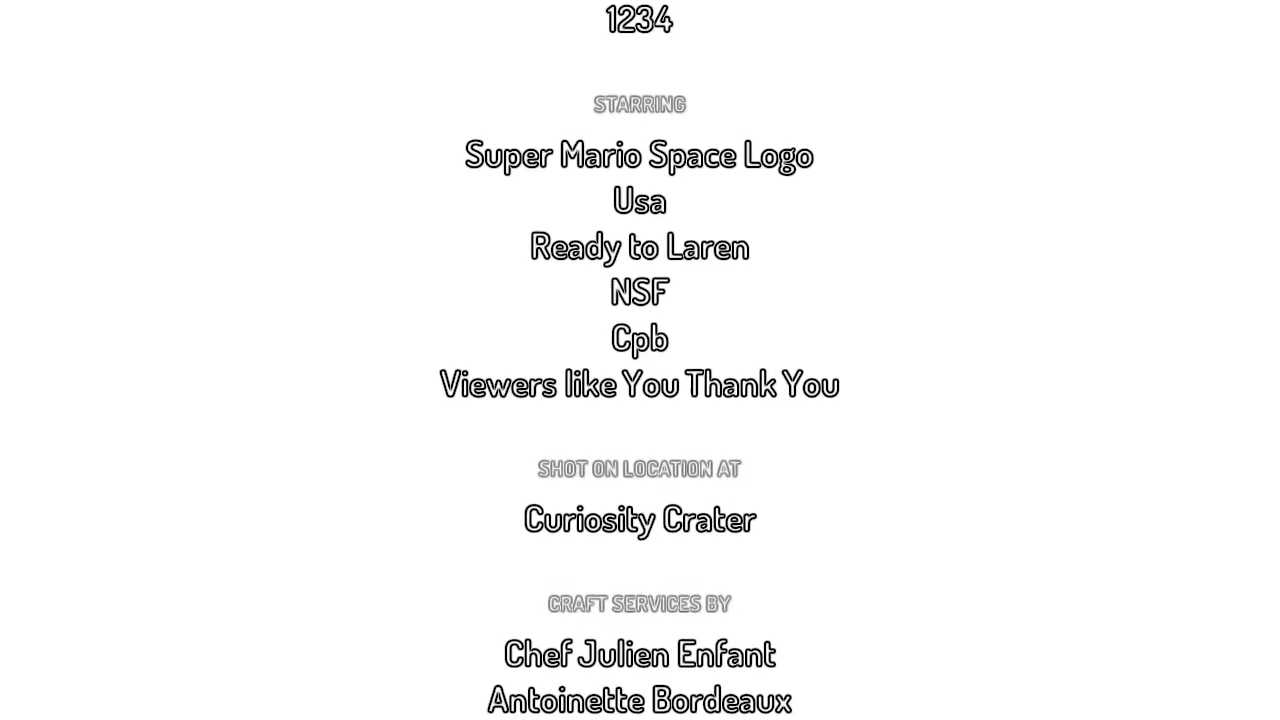 1234
STARRING
Super Mario Space Logo
Usa
Ready to Laren
NSF
Cpb
Viewers like You Thank You
SHOT ON LOCATION AT
Curiosity Crater
CRAFT SERVICES BY
Chef Julien Enfant
Antoinette Bordeaux